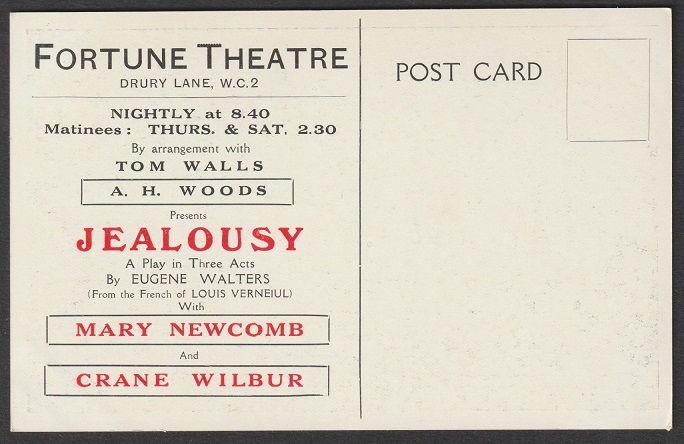 FORTUNE THEATRE
DRURY LANE, W.C.2
NIGHTLY at 8.40
Matinees: THURS. & SAT. 2.30
By arrangement with
TOM WALLS
A. H. WOODS
Presents
JEALOUSY
A Play in Three Acts
By EUGENE WALTERS
(From the French of LOUIS VERNEIUL)
With
MARY NEWCOMB
And
CRANE WILBUR
POST CARD